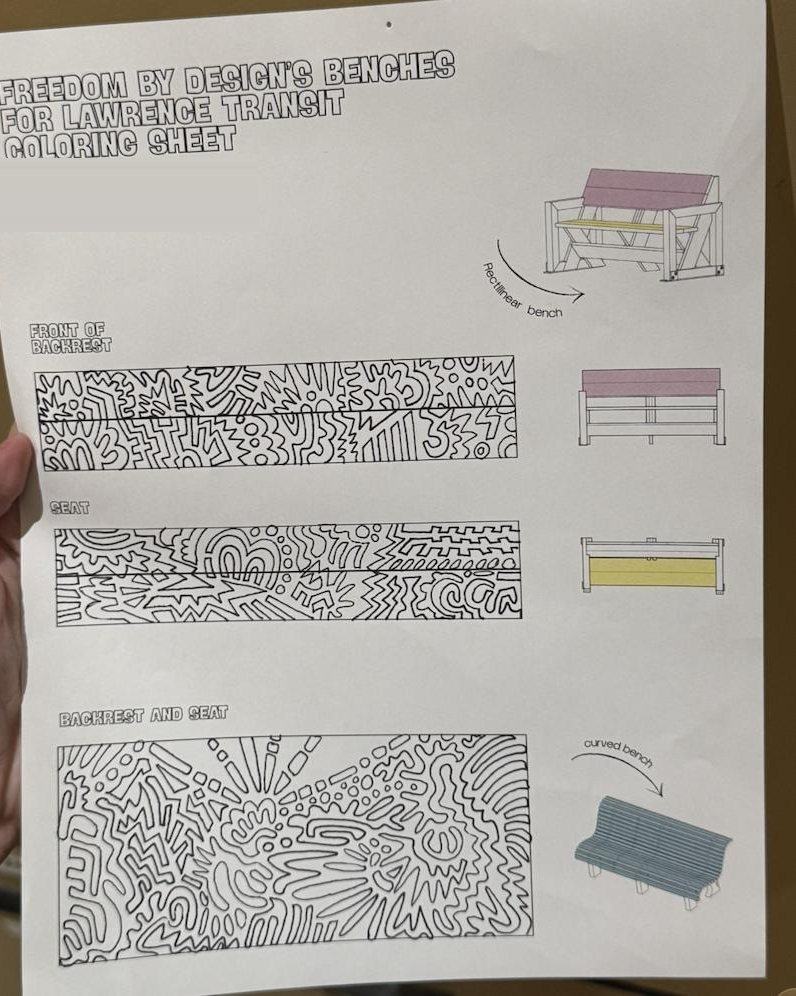 FREEDOM BY DESIGN'S BENCHES
FOR LAWRENCE TRANSIT
COLORING SHEET
Rectilinear bench
FRONT OF
BACKREST
SEAT
BACKREST AND SEAT
curved bench